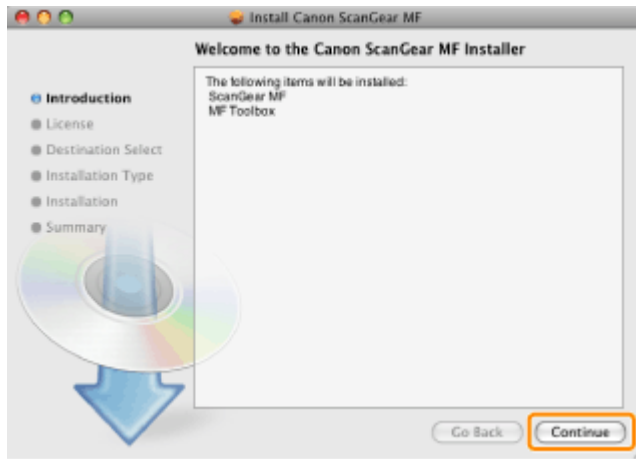 Install Canon ScanGear MF
Welcome to the Canon ScanGear MF Installer
Introduction
License
Destination Select
Installation Type
Installation
Summary
The following items will be installed:
ScanGear MF
MF Toolbox
Go Back
Continue